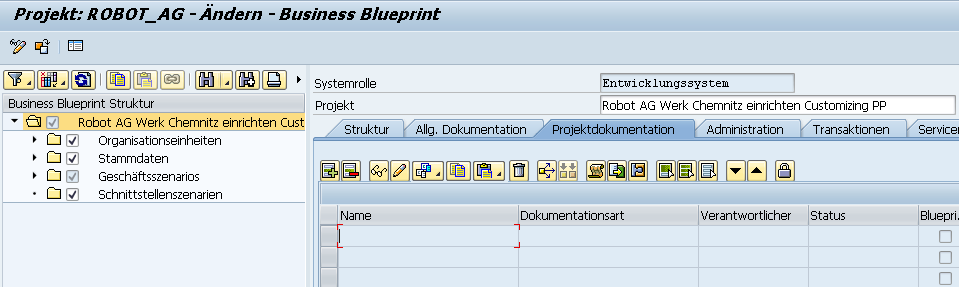 Projekt: ROBOT_AG - Ändern - Business Blueprint
Systemrolle Entwicklungssystem
Projekt Robot AG Werk Chemnitz einrichten Customizing PP
Business Blueprint Struktur
Robot AG Werk Chemnitz einrichten Cust
Organisationseinheiten
Stammdaten
Geschäftsszenarios
Schnittstellenszenarien
Struktur Allg. Dokumentation Projektdokumentation Administration Transaktionen Servicen
Name Dokumentationsart Verantwortlicher Status Bluepri..